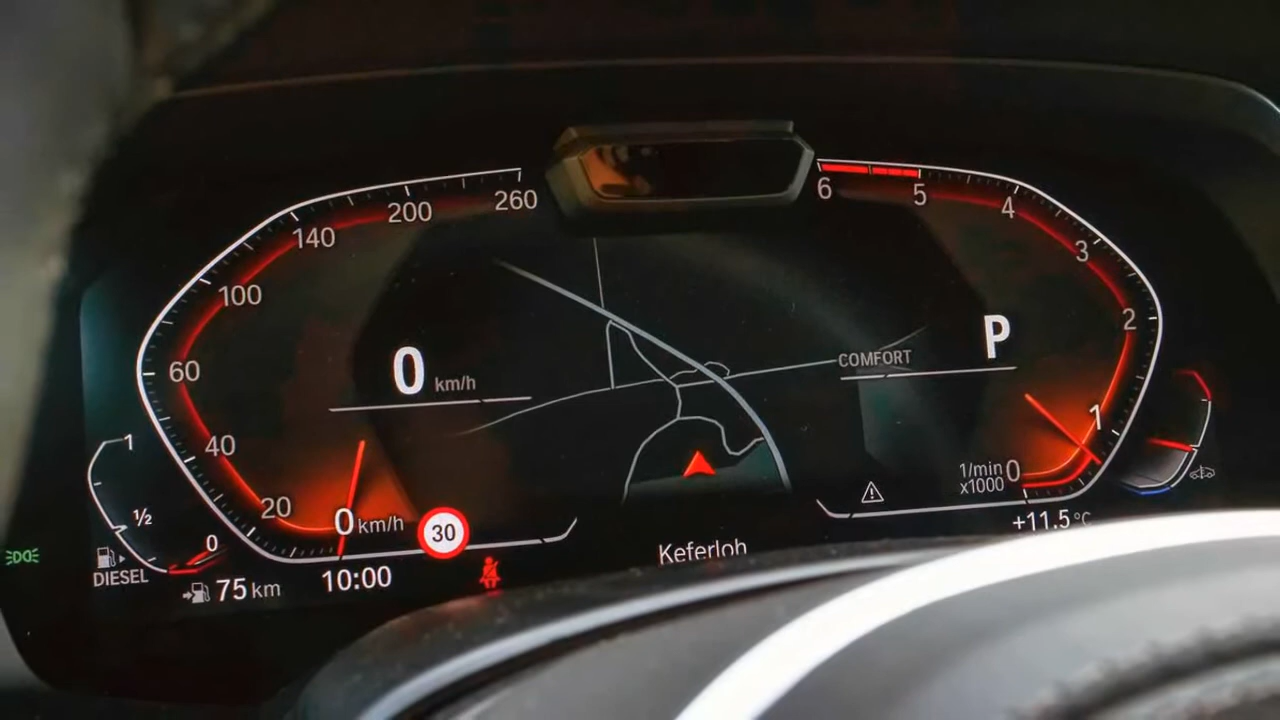 260
200
140
100
60
40
20
0 km/h
0 km/h
30
1
½
0
DIESEL
75 km
10:00
Keferloh
COMFORT
P
6
5
4
3
2
1
0
1/min
x1000
+11.5°C